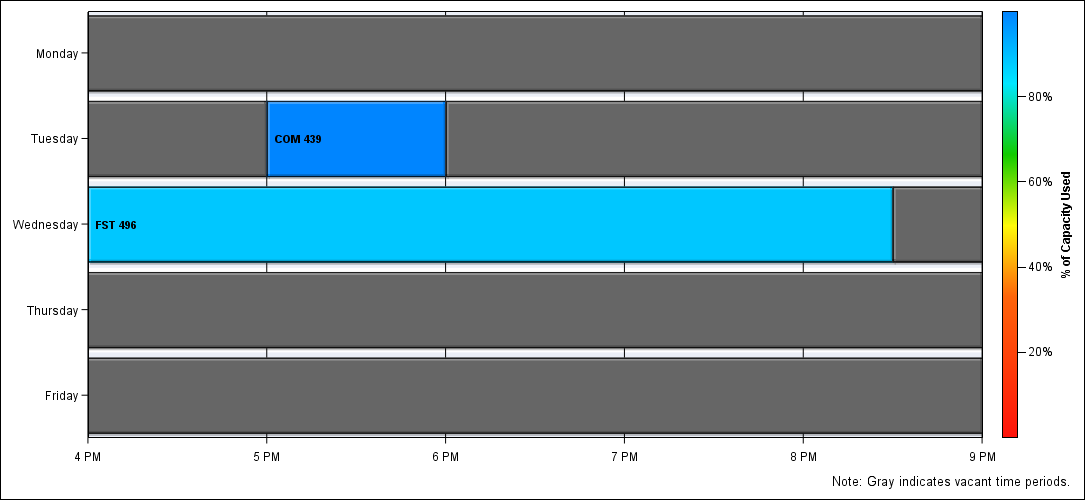 Monday
Tuesday
COM 439
Wednesday
FST 496
Thursday
Friday
4 PM
5 PM
6 PM
7 PM
8 PM
9 PM
80%
60%
40%
20%
% of Capacity Used
Note: Gray indicates vacant time periods.